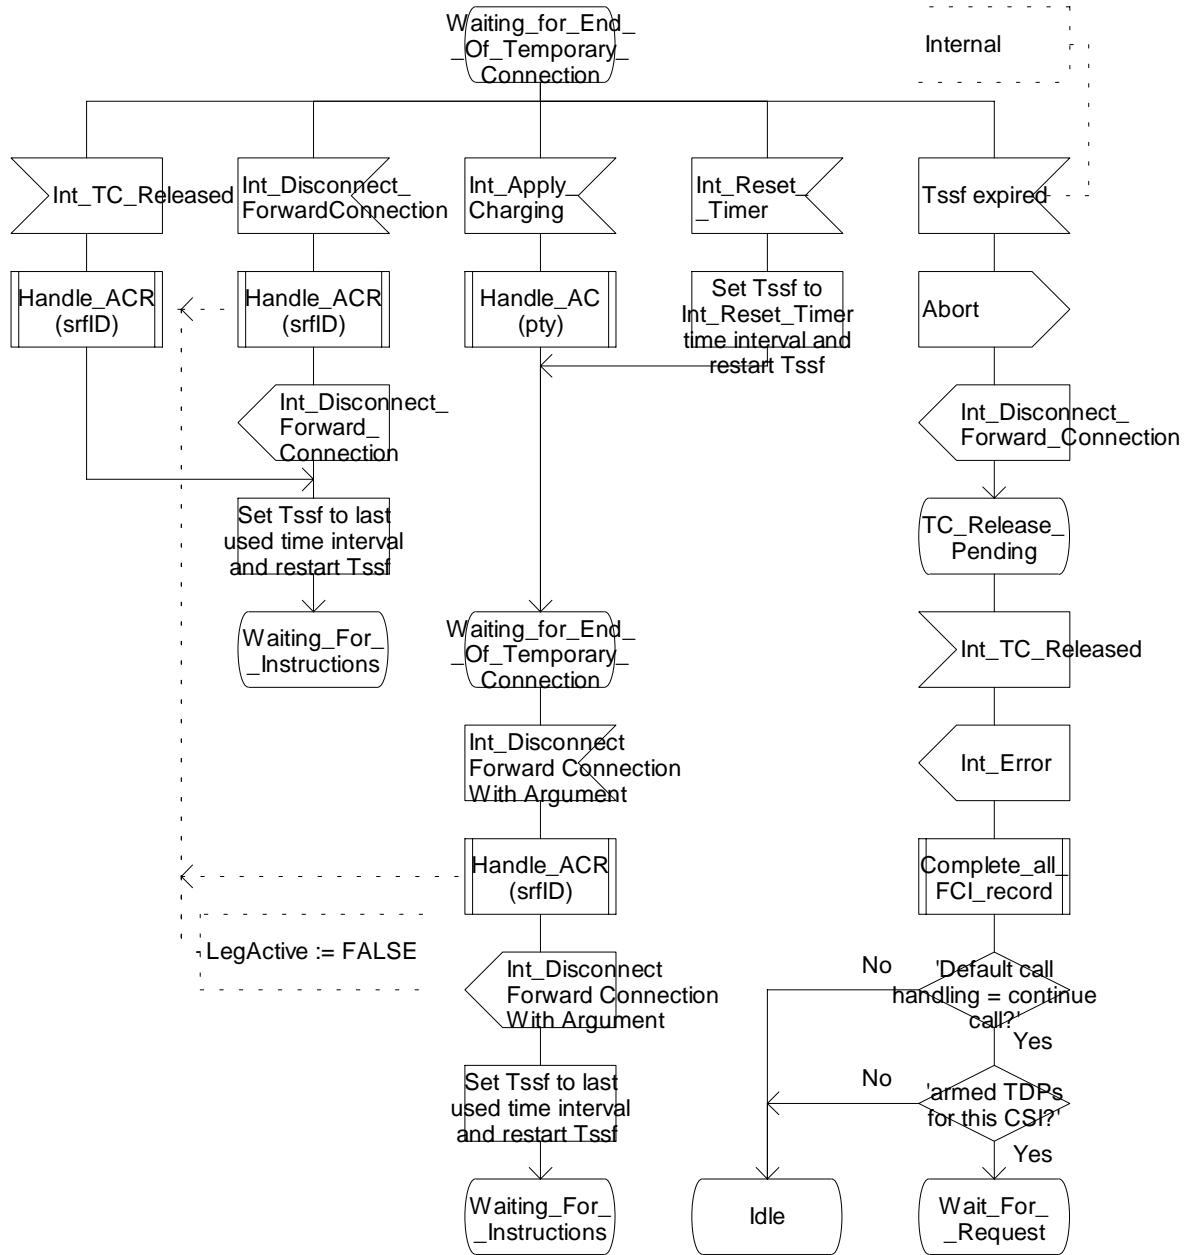 Waiting_for_End_
_Of_Temporary_
Connection
Internal
Int_TC_Released
Int_Disconnect_
ForwardConnection
Int_Apply_
Charging
Int_Reset_
_Timer
Tssf expired
Handle_ACR
(srfID)
Handle_ACR
(srfID)
Handle_AC
(pty)
Set Tssf to
Int_Reset_Timer
time interval and
restart Tssf
Abort
Int_Disconnect_
Forward_
Connection
Int_Disconnect_
Forward_Connection
Set Tssf to last
used time interval
and restart Tssf
TC_Release_
Pending
Waiting_For_
_Instructions
Waiting_for_End_
_Of_Temporary_
Connection
Int_TC_Released
Int_Disconnect
Forward Connection
With Argument
Int_Error
Handle_ACR
(srfID)
Complete_all_
FCI_record
LegActive := FALSE
Int_Disconnect
Forward Connection
With Argument
No
'Default call
handling = continue
call?'
Yes
Set Tssf to last
used time interval
and restart Tssf
No
'armed TDPs
for this CSI?'
Yes
Waiting_For_
_Instructions
Idle
Wait_For_
_Request